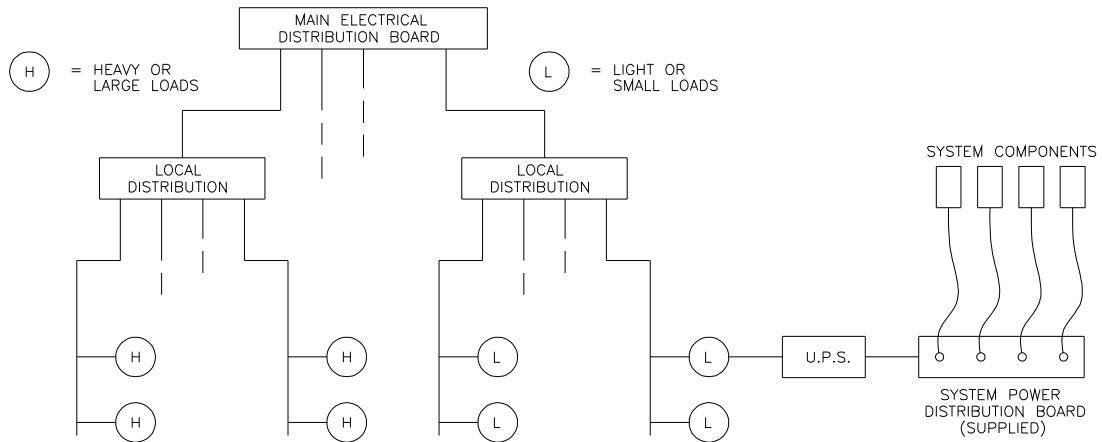 MAIN ELECTRICAL
DISTRIBUTION BOARD
H
= HEAVY OR
LARGE LOADS
L
= LIGHT OR
SMALL LOADS
LOCAL
DISTRIBUTION
LOCAL
DISTRIBUTION
SYSTEM COMPONENTS
H
H
L
L
U.P.S.
H
H
L
L
SYSTEM POWER
DISTRIBUTION BOARD
(SUPPLIED)